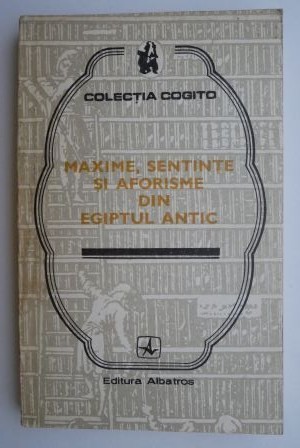 COLECȚIA COGITO
MAXIME, SENTINȚE
ȘI AFORISME
DIN
EGIPTUL ANTIC
Editura Albatros